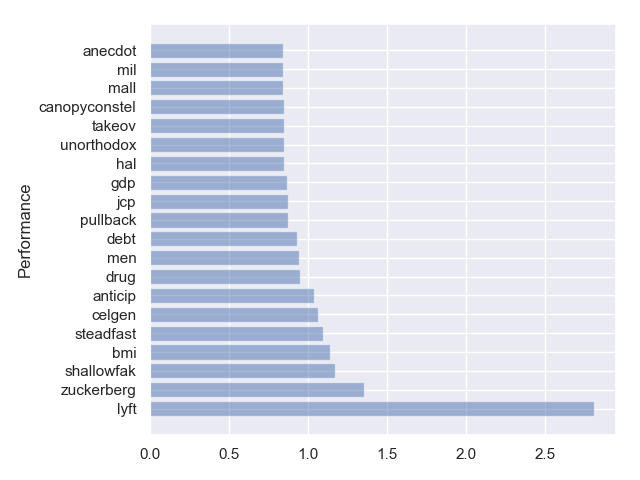 anecdot
mil
mall
canopyconstel
takeov
unorthodox
hal
gdp
jcp
pullback
debt
men
drug
anticip
celgen
steadfast
bmi
shallowfak
zuckerberg
lyft
Performance
0.0 0.5 1.0 1.5 2.0 2.5